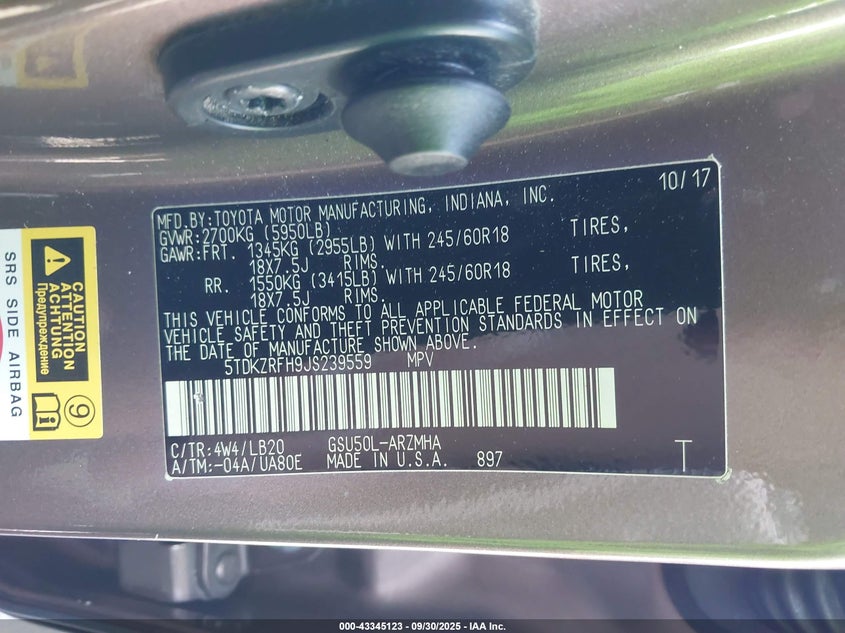 MFD.BY:TOYOTA MOTOR MANUFACTURING, INDIANA, INC. 10/17
GVWR:2700KG (5950LB)
GAWR:FRT. 1345KG (2955LB) WITH 245/60R18 TIRES,
18X7.5J RIMS.
RR. 1550KG (3415LB) WITH 245/60R18 TIRES,
18X7.5J RIMS.
THIS VEHICLE CONFORMS TO ALL APPLICABLE FEDERAL MOTOR
VEHICLE SAFETY AND THEFT PREVENTION STANDARDS IN EFFECT ON
THE DATE OF MANUFACTURE SHOWN ABOVE.
5TDKZRFH9JS239559 MPV
C/TR:4W4/LB20 GSU50L-ARZMHA
A/TM:-04A/UA80E MADE IN U.S.A. 897 T
SRS SIDE AIRBAG
CAUTION
ATTENTION
ACHTUNG
Предупреждение
i
9
000-43345123 - 09/30/2025 - IAA Inc.